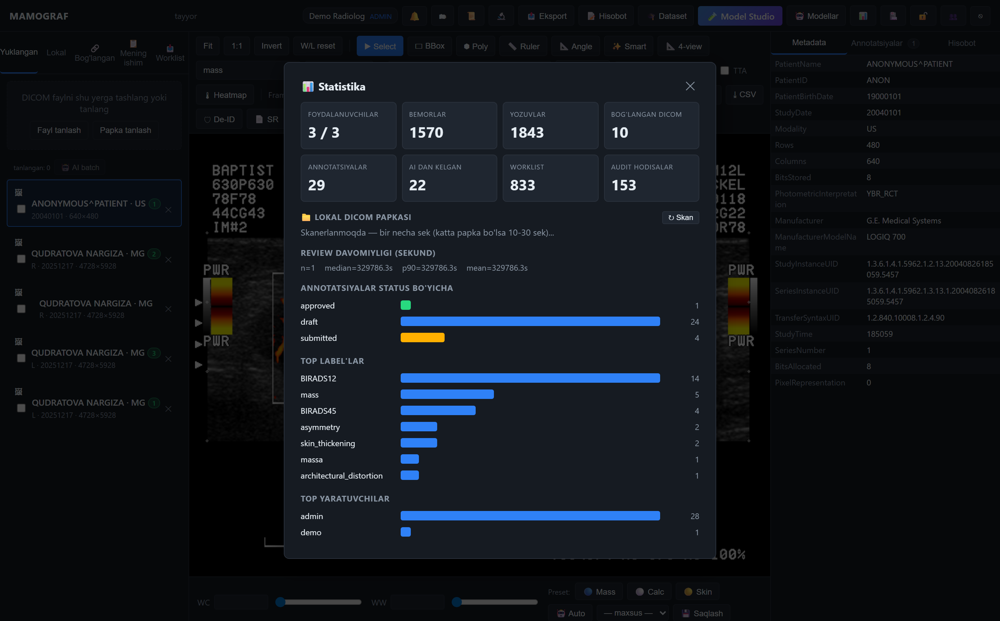 MAMOGRAF
tayyor
Demo Radiolog ADMIN
Eksport
Hisobot
Dataset
Model Studio
Modellar
Yuklangan
Lokal
Bog'langan
Mening ishim
Worklist
DICOM faylni shu yerga tashlang yoki
tanlang
Fayl tanlash
Papka tanlash
tanlangan: 0
AI batch
ANONYMOUS^PATIENT · US 1
20040101 · 640×480
QUDRATOVA NARGIZA · MG 2
R · 20251217 · 4728×5928
QUDRATOVA NARGIZA · MG
R · 20251217 · 4728×5928
QUDRATOVA NARGIZA · MG 3
L · 20251217 · 4728×5928
QUDRATOVA NARGIZA · MG 1
L · 20251217 · 4728×5928
Fit
1:1
Invert
W/L reset
Select
BBox
Poly
Ruler
Angle
Smart
4-view
mass
TTA
Heatmap
CSV
De-ID
SR
BAPTIST
630P630
78F78
44CG43
IM#2
PWR
PWR
PWR
PWR
100%
Statistika
FOYDALANUVCHILAR
3 / 3
BEMORLAR
1570
YOZUVLAR
1843
BOG'LANGAN DICOM
10
ANNOTATSIYALAR
29
AI DAN KELGAN
22
WORKLIST
833
AUDIT HODISALAR
153
LOKAL DICOM PAPKASI
↻ Skan
Skanerlanmoqda — bir necha sek (katta papka bo'lsa 10-30 sek)...
REVIEW DAVOMIYLIGI (SEKUND)
n=1 median=329786.3s p90=329786.3s mean=329786.3s
ANNOTATSIYALAR STATUS BO'YICHA
approved 1
draft 24
submitted 4
TOP LABEL'LAR
BIRADS12 14
mass 5
BIRADS45 4
asymmetry 2
skin_thickening 2
massa 1
architectural_distortion 1
TOP YARATUVCHILAR
admin 28
demo 1
WC
WW
Preset:
Mass
Calc
Skin
Auto
— maxsus —
Saqlash
Metadata
Annotatsiyalar 1
Hisobot
PatientName ANONYMOUS^PATIENT
PatientID ANON
PatientBirthDate 19000101
StudyDate 20040101
Modality US
Rows 480
Columns 640
BitsStored 8
PhotometricInterpretation YBR_RCT
Manufacturer G.E. Medical Systems
ManufacturerModelName LOGIQ 700
StudyInstanceUID 1.3.6.1.4.1.5962.1.2.13.20040826185059.5457
SeriesInstanceUID 1.3.6.1.4.1.5962.1.3.13.1.20040826185059.5457
TransferSyntaxUID 1.2.840.10008.1.2.4.90
StudyTime 185059
SeriesNumber 1
BitsAllocated 8
PixelRepresentation 0